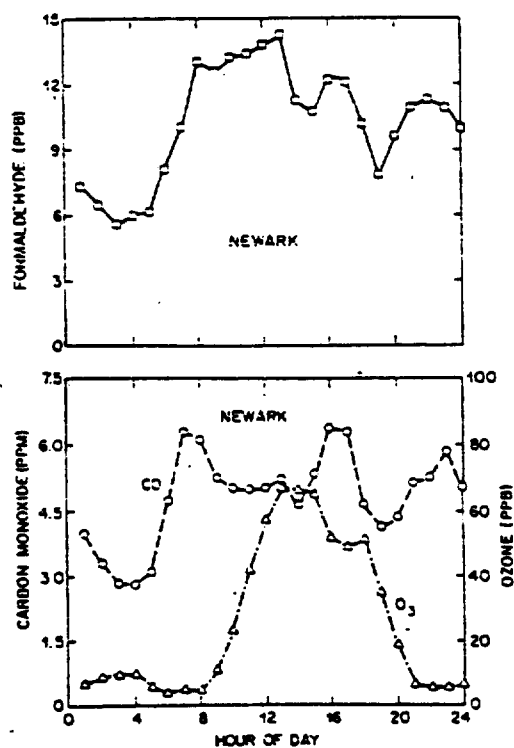 15
12
9
6
3
0
FORMALDEHYDE (PPB)
NEWARK
7.5
6.0
4.5
3.0
1.5
0
CARBON MONOXIDE (PPM)
100
80
60
40
20
0
OZONE (PPB)
NEWARK
CO
O3
0 4 8 12 16 20 24
HOUR OF DAY